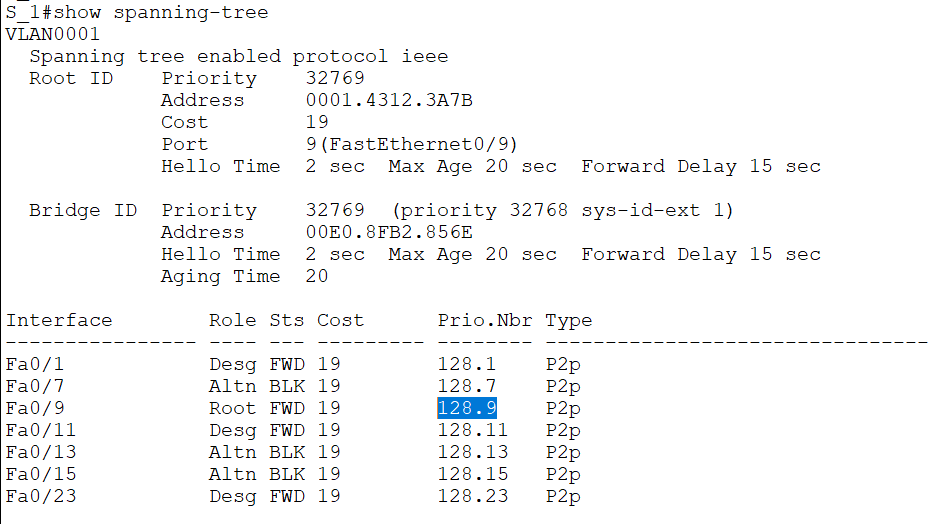 S_1#show spanning-tree
VLAN0001
  Spanning tree enabled protocol ieee
  Root ID    Priority    32769
             Address     0001.4312.3A7B
             Cost        19
             Port        9(FastEthernet0/9)
             Hello Time  2 sec  Max Age 20 sec  Forward Delay 15 sec

  Bridge ID  Priority    32769  (priority 32768 sys-id-ext 1)
             Address     00E0.8FB2.856E
             Hello Time  2 sec  Max Age 20 sec  Forward Delay 15 sec
             Aging Time  20

Interface        Role Sts Cost      Prio.Nbr Type
---------------- ---- --- --------- -------- --------------------------------
Fa0/1            Desg FWD 19        128.1    P2p
Fa0/7            Altn BLK 19        128.7    P2p
Fa0/9            Root FWD 19        128.9    P2p
Fa0/11           Desg FWD 19        128.11   P2p
Fa0/13           Altn BLK 19        128.13   P2p
Fa0/15           Altn BLK 19        128.15   P2p
Fa0/23           Desg FWD 19        128.23   P2p